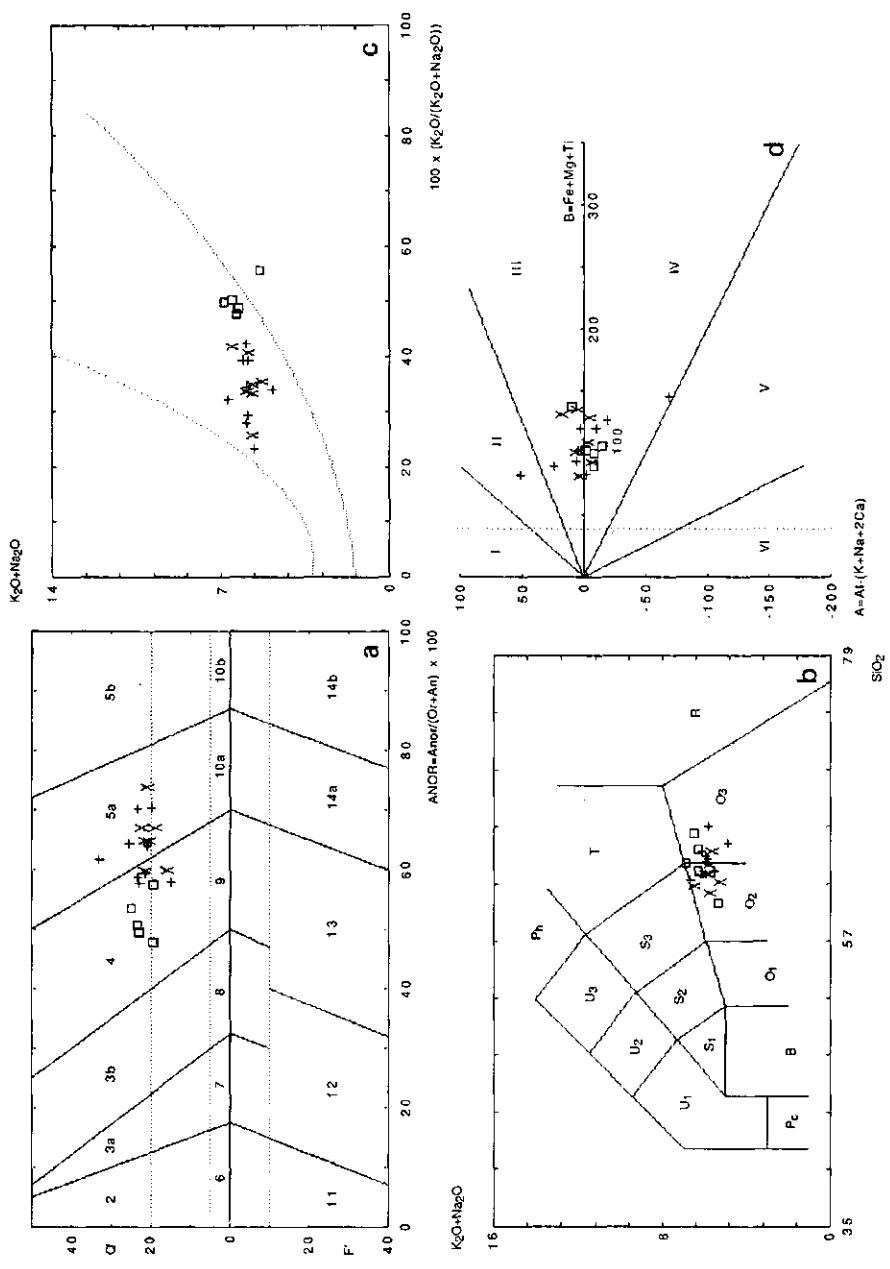 Q'
40
20
0
20
F'
40
2
3a
3b
4
5a
5b
6
7
8
9
10a
10b
11
12
13
14a
14b
a
0
20
40
60
80
100
ANOR=Anor/(Or+An) x 100
K₂O+Na₂O
14
7
0
c
0
20
40
60
80
100
100 x (K₂O/(K₂O+Na₂O))
K₂O+Na₂O
16
8
0
Pc
B
O₁
O₂
O₃
R
T
Ph
U₁
U₂
U₃
S₁
S₂
S₃
b
35
57
79
SiO₂
100
50
0
-50
-100
-150
-200
A=Al-(K+Na+2Ca)
I
II
III
IV
V
VI
100
200
300
B=Fe+Mg+Ti
d